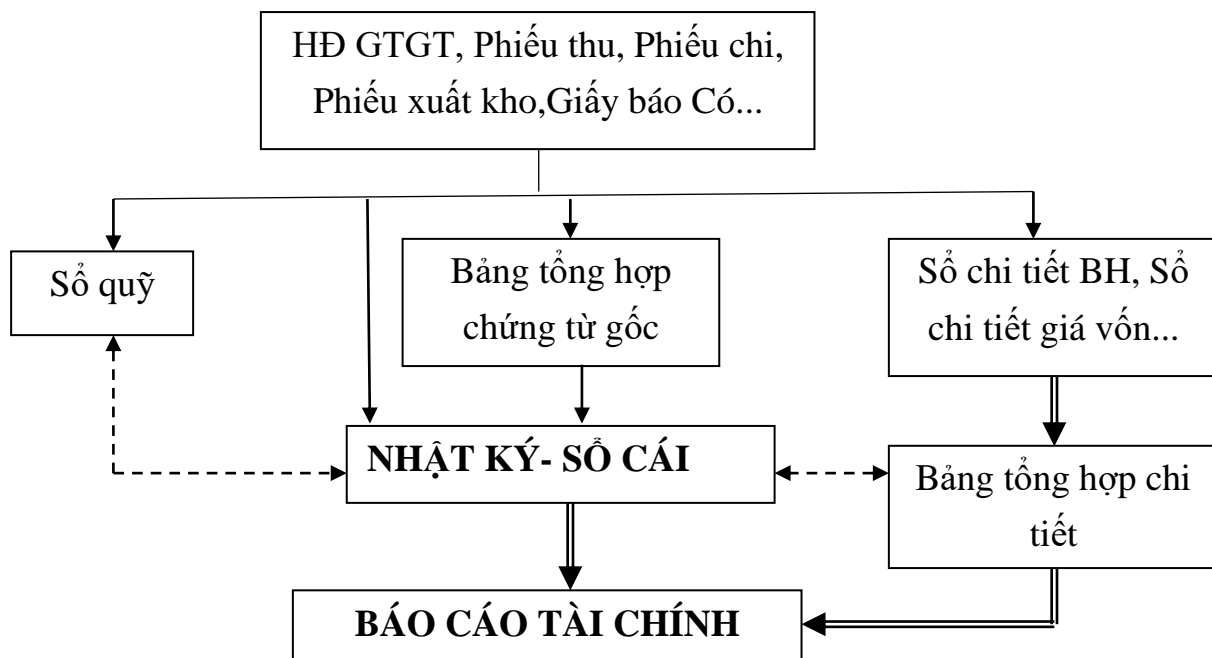 HĐ GTGT, Phiếu thu, Phiếu chi,
Phiếu xuất kho,Giấy báo Có...
Sổ quỹ
Bảng tổng hợp
chứng từ gốc
Sổ chi tiết BH, Sổ
chi tiết giá vốn...
NHẬT KÝ- SỔ CÁI
Bảng tổng hợp chi
tiết
BÁO CÁO TÀI CHÍNH